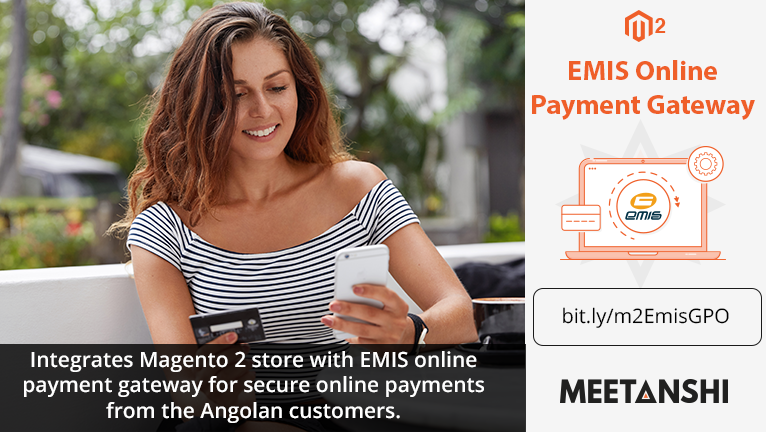 2
EMIS Online
Payment Gateway
EMIS
bit.ly/m2EmisGPO
MEETANSHI
Integrates Magento 2 store with EMIS online
payment gateway for secure online payments
from the Angolan customers.